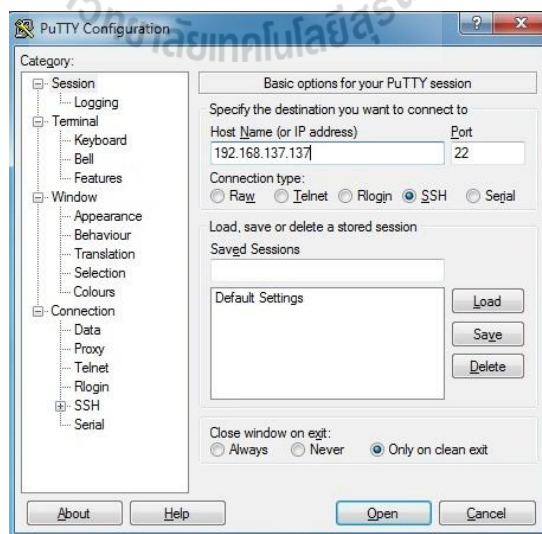 PuTTY Configuration
Category:
Session
Logging
Terminal
Keyboard
Bell
Features
Window
Appearance
Behaviour
Translation
Selection
Colours
Connection
Data
Proxy
Telnet
Rlogin
SSH
Serial
Basic options for your PuTTY session
Specify the destination you want to connect to
Host Name (or IP address) Port
192.168.137.137 22
Connection type:
Raw Telnet Rlogin SSH Serial
Load, save or delete a stored session
Saved Sessions
Default Settings
Load
Save
Delete
Close window on exit:
Always Never Only on clean exit
About Help Open Cancel